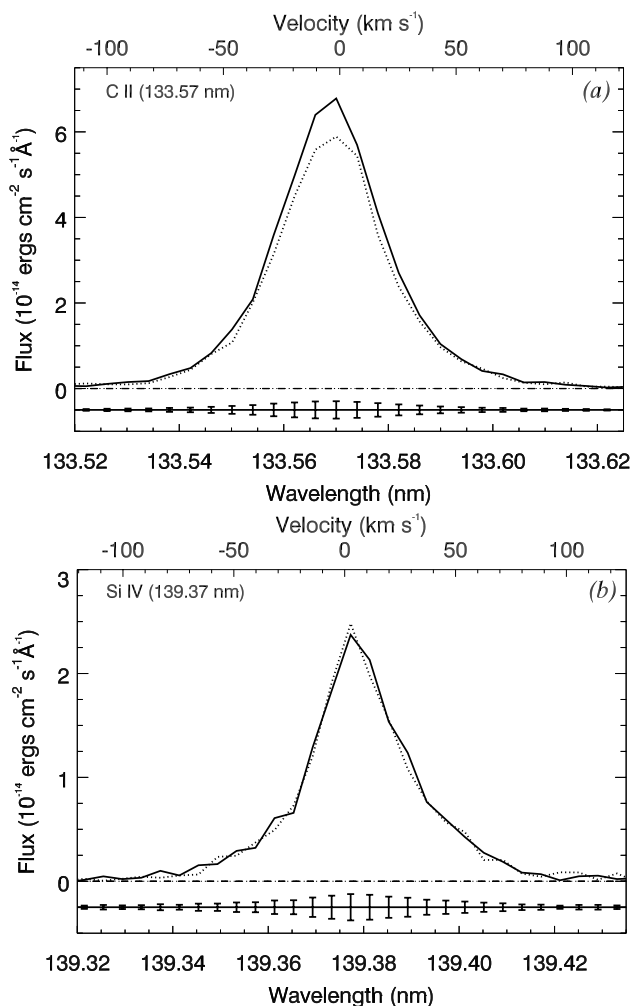 Velocity (km s-1)
-100 -50 0 50 100
C II (133.57 nm)
(a)
6
4
2
0
Flux (10-14 ergs cm-2 s-1Å-1)
133.52 133.54 133.56 133.58 133.60 133.62
Wavelength (nm)
Velocity (km s-1)
-100 -50 0 50 100
Si IV (139.37 nm)
(b)
3
2
1
0
Flux (10-14 ergs cm-2 s-1Å-1)
139.32 139.34 139.36 139.38 139.40 139.42
Wavelength (nm)